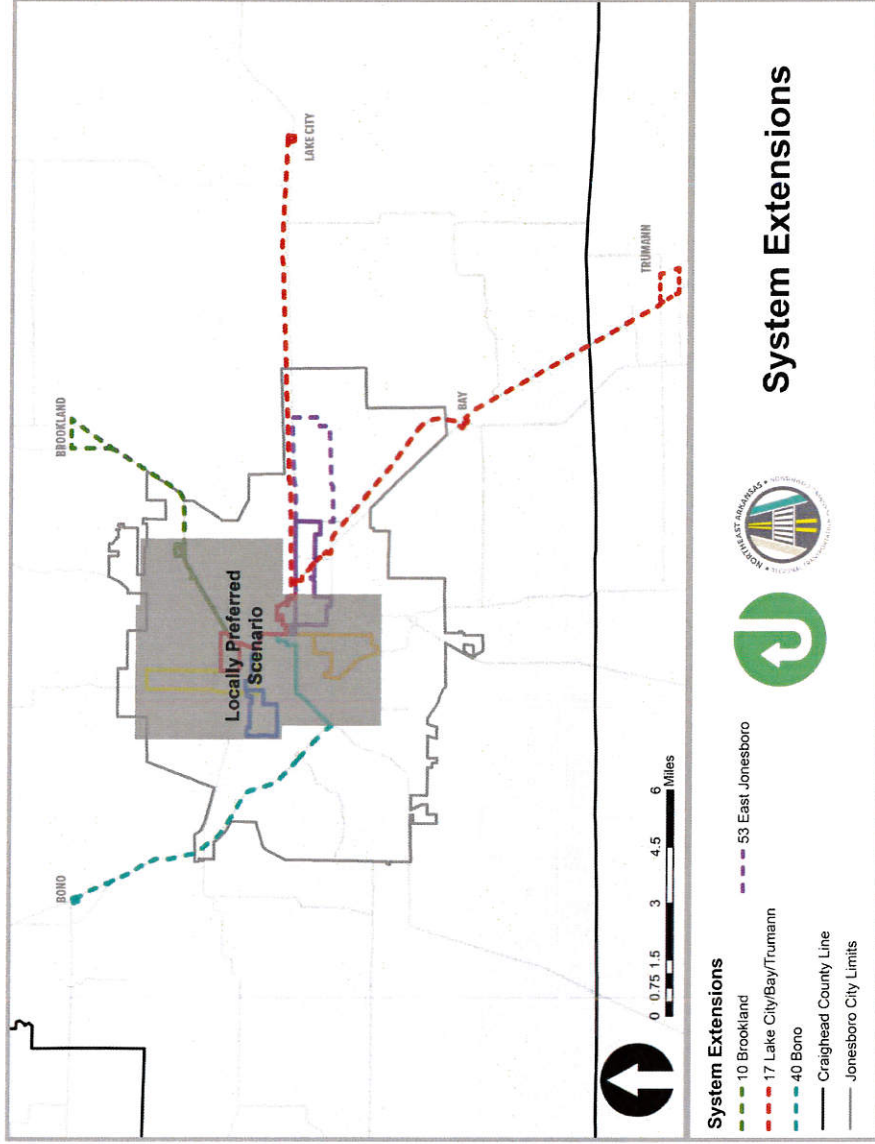 BROOKLAND
BONO
LAKE CITY
Locally Preferred
Scenario
BAY
TRUMANN
0 0.75 1.5 3 4.5 6
Miles
System Extensions
10 Brookland
17 Lake City/Bay/Trumann
40 Bono
Craighead County Line
Jonesboro City Limits
53 East Jonesboro
NORTHEAST ARKANSAS
System Extensions